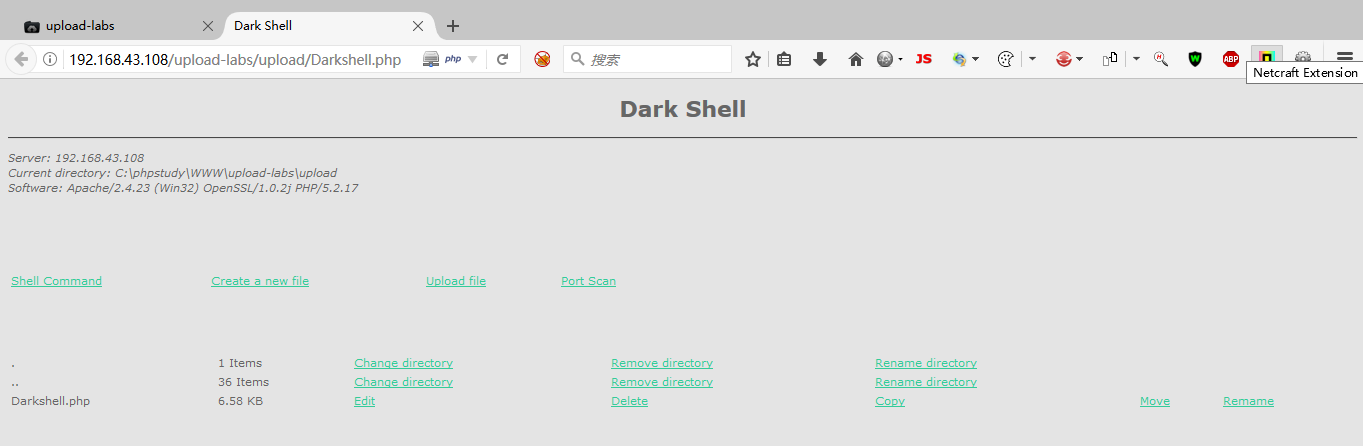 upload-labs
Dark Shell
192.168.43.108/upload-labs/upload/Darkshell.php php 搜索 JS W ABP
Netcraft Extension
Dark Shell
Server: 192.168.43.108
Current directory: C:\phpstudy\WWW\upload-labs\upload
Software: Apache/2.4.23 (Win32) OpenSSL/1.0.2j PHP/5.2.17
Shell Command Create a new file Upload file Port Scan
. 1 Items Change directory Remove directory Rename directory
.. 36 Items Change directory Remove directory Rename directory
Darkshell.php 6.58 KB Edit Delete Copy Move Rename